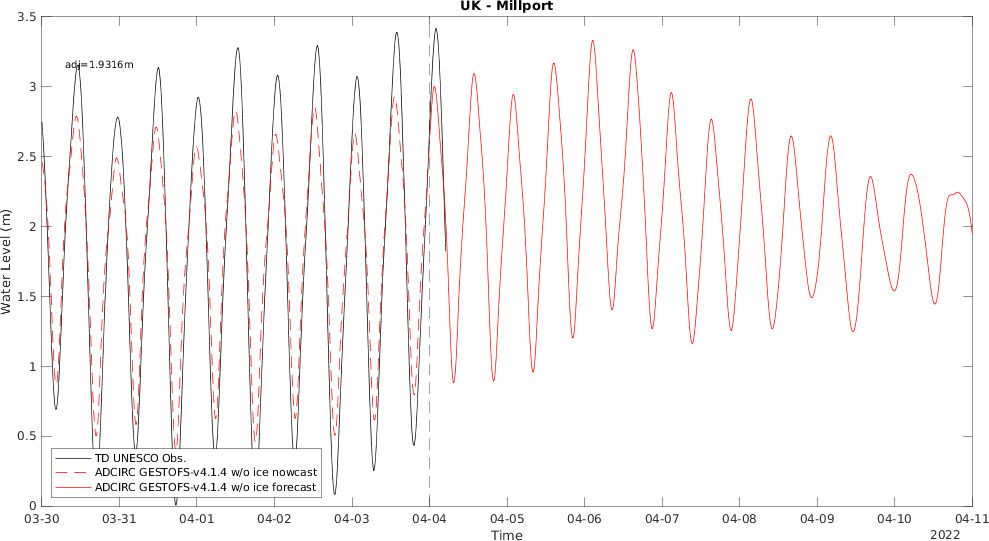 UK - Millport
3.5
3
2.5
2
1.5
1
0.5
0
Water Level (m)
adj=1.9316m
TD UNESCO Obs.
ADCIRC GESTOFS-v4.1.4 w/o ice nowcast
ADCIRC GESTOFS-v4.1.4 w/o ice forecast
03-30 03-31 04-01 04-02 04-03 04-04 04-05 04-06 04-07 04-08 04-09 04-10 04-11
Time
2022